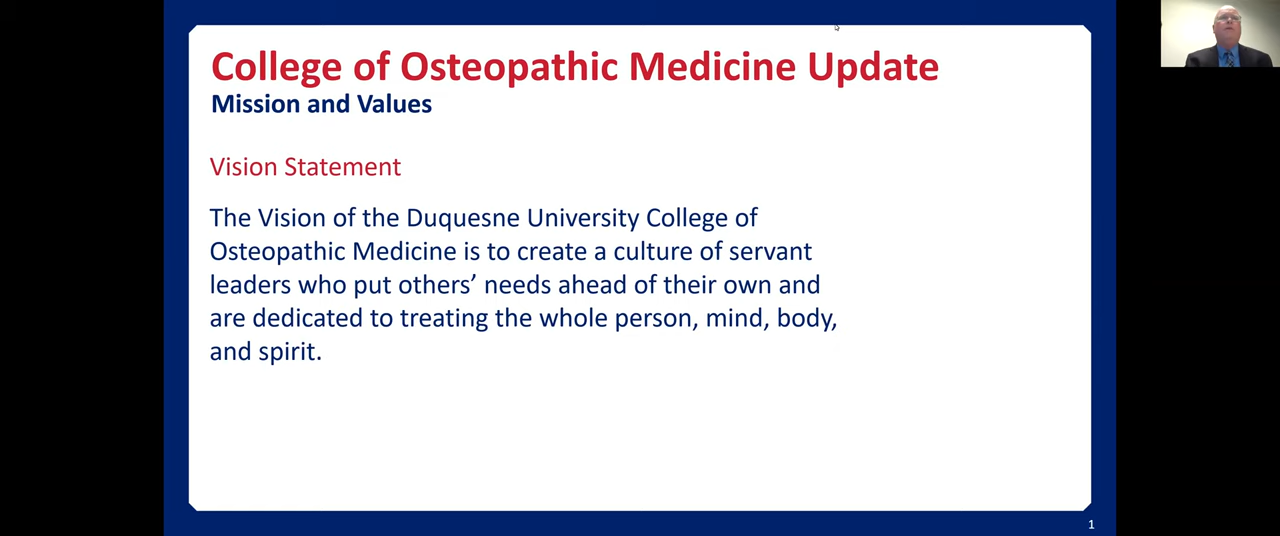 College of Osteopathic Medicine Update
Mission and Values
Vision Statement
The Vision of the Duquesne University College of
Osteopathic Medicine is to create a culture of servant
leaders who put others’ needs ahead of their own and
are dedicated to treating the whole person, mind, body,
and spirit.
1